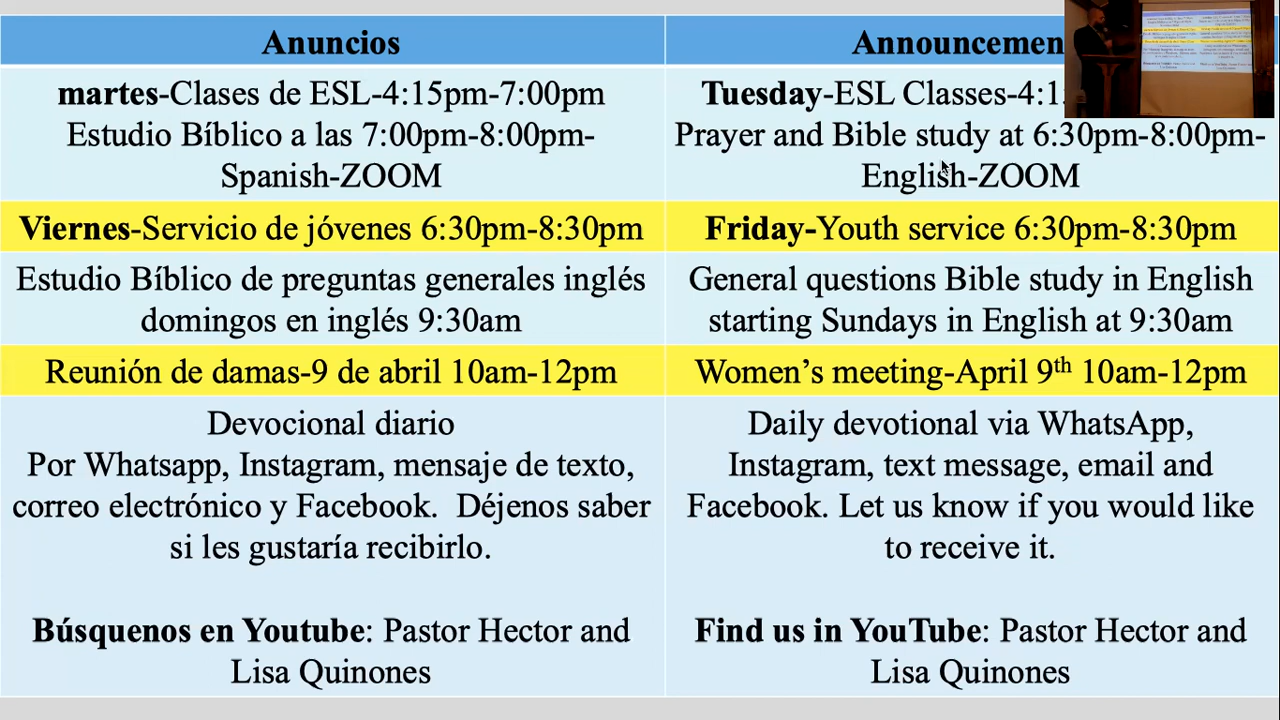 Anuncios
martes-Clases de ESL-4:15pm-7:00pm
Estudio Bíblico a las 7:00pm-8:00pm-
Spanish-ZOOM
Viernes-Servicio de jóvenes 6:30pm-8:30pm
Estudio Bíblico de preguntas generales inglés
domingos en inglés 9:30am
Reunión de damas-9 de abril 10am-12pm
Devocional diario
Por Whatsapp, Instagram, mensaje de texto,
correo electrónico y Facebook.  Déjenos saber
si les gustaría recibirlo.
Búsquenos en Youtube: Pastor Hector and
Lisa Quinones
Announcemen
Tuesday-ESL Classes-4:1
Prayer and Bible study at 6:30pm-8:00pm-
English-ZOOM
Friday-Youth service 6:30pm-8:30pm
General questions Bible study in English
starting Sundays in English at 9:30am
Women’s meeting-April 9th 10am-12pm
Daily devotional via WhatsApp,
Instagram, text message, email and
Facebook. Let us know if you would like
to receive it.
Find us in YouTube: Pastor Hector and
Lisa Quinones